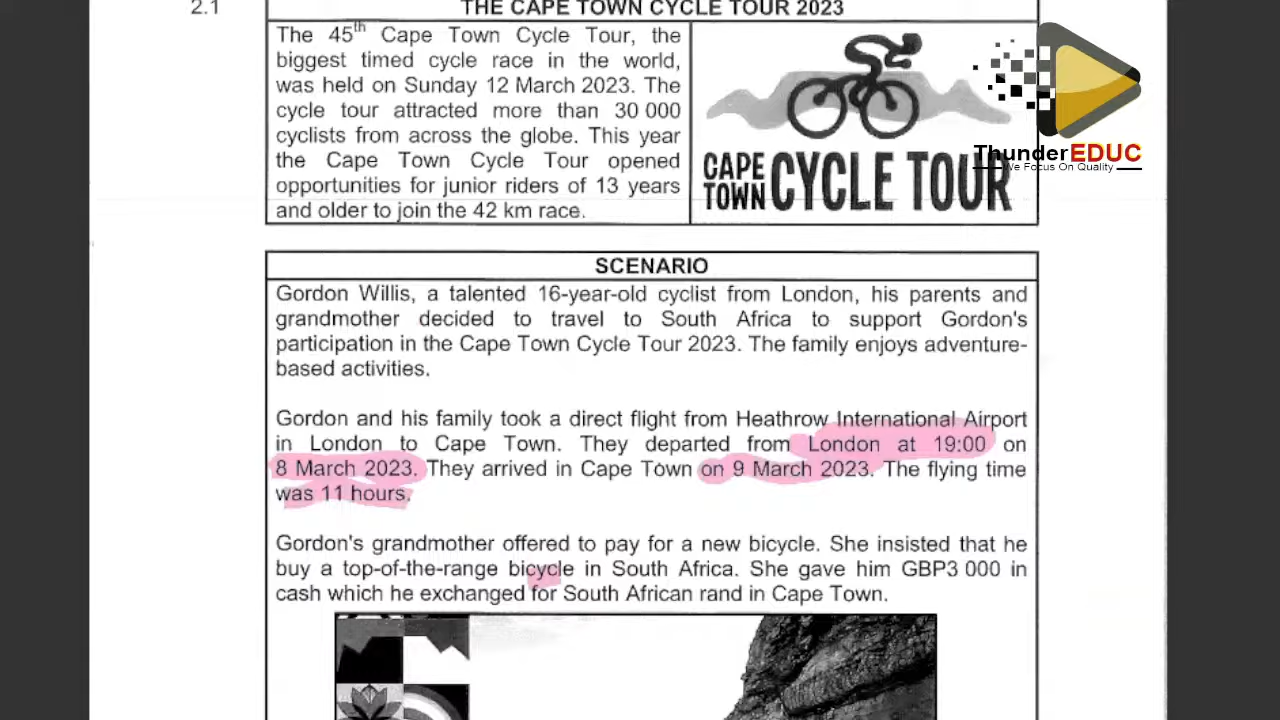 2.1
THE CAPE TOWN CYCLE TOUR 2023
The 45th Cape Town Cycle Tour, the
biggest timed cycle race in the world,
was held on Sunday 12 March 2023. The
cycle tour attracted more than 30 000
cyclists from across the globe. This year
the Cape Town Cycle Tour opened
opportunities for junior riders of 13 years
and older to join the 42 km race.
CAPE TOWN CYCLE TOUR
ThunderEDUC
We Focus On Quality
SCENARIO
Gordon Willis, a talented 16-year-old cyclist from London, his parents and
grandmother decided to travel to South Africa to support Gordon's
participation in the Cape Town Cycle Tour 2023. The family enjoys adventure-
based activities.
Gordon and his family took a direct flight from Heathrow International Airport
in London to Cape Town. They departed from London at 19:00 on
8 March 2023. They arrived in Cape Town on 9 March 2023. The flying time
was 11 hours.
Gordon's grandmother offered to pay for a new bicycle. She insisted that he
buy a top-of-the-range bicycle in South Africa. She gave him GBP3 000 in
cash which he exchanged for South African rand in Cape Town.